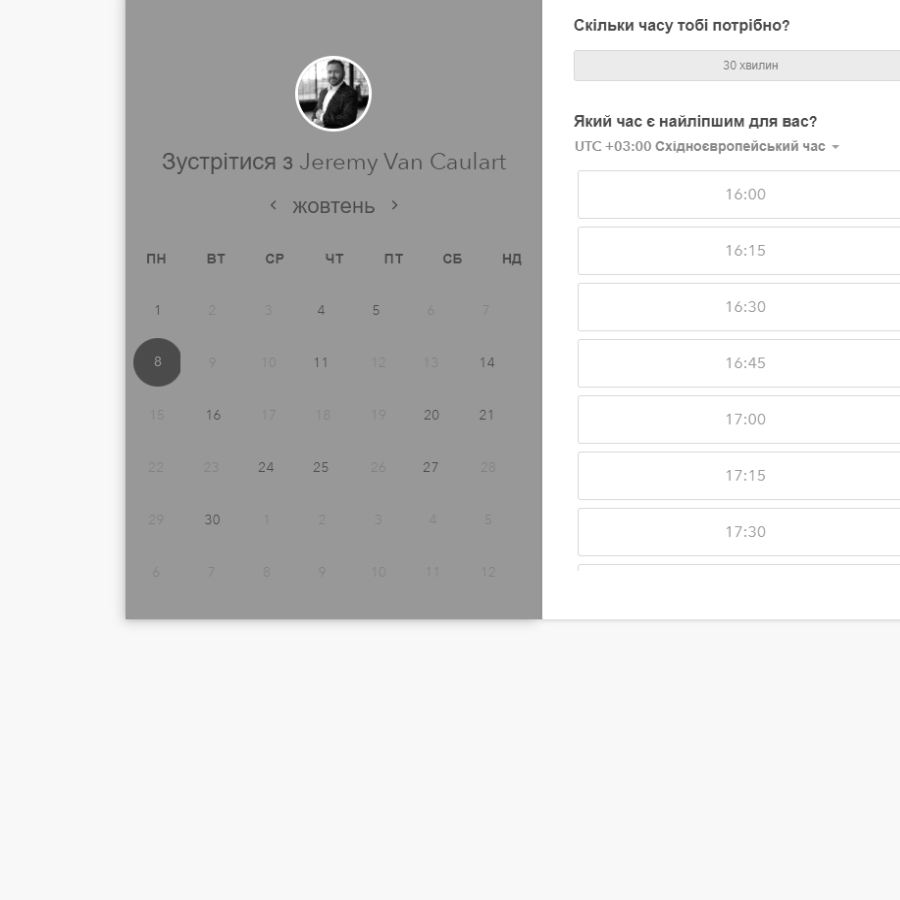 Зустрітися з Jeremy Van Caulart
жовтень
ПН ВТ СР ЧТ ПТ СБ НД
1 2 3 4 5 6 7
8 9 10 11 12 13 14
15 16 17 18 19 20 21
22 23 24 25 26 27 28
29 30 1 2 3 4 5
6 7 8 9 10 11 12
Скільки часу тобі потрібно?
30 хвилин
Який час є найліпшим для вас?
UTC +03:00 Східноєвропейський час
16:00
16:15
16:30
16:45
17:00
17:15
17:30